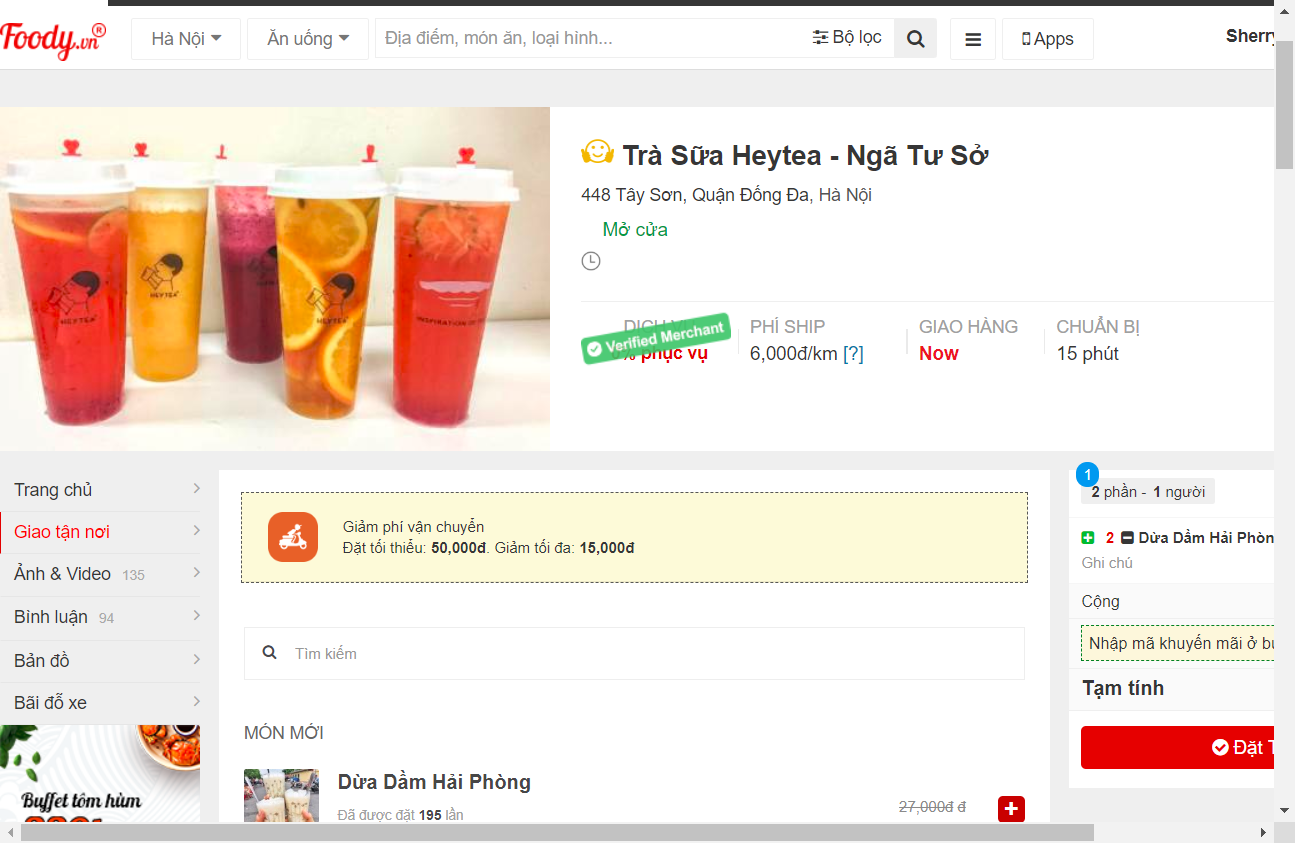 Foody.vn®
Hà Nội
Ăn uống
Địa điểm, món ăn, loại hình...
Bộ lọc
Apps
Sherry
Trà Sữa Heytea - Ngã Tư Sở
448 Tây Sơn, Quận Đống Đa, Hà Nội
Mở cửa
Verified Merchant
phục vụ
PHÍ SHIP
6,000đ/km [?]
GIAO HÀNG
Now
CHUẨN BỊ
15 phút
HEYTEA
HEYTEA
HEYTEA
Trang chủ
Giao tận nơi
Ảnh & Video 135
Bình luận 94
Bản đồ
Bãi đỗ xe
Buffet tôm hùm
Giảm phí vận chuyển
Đặt tối thiểu: 50,000đ. Giảm tối đa: 15,000đ
Tìm kiếm
MÓN MỚI
Dừa Dầm Hải Phòng
Đã được đặt 195 lần
27,000đ đ
1
2 phần - 1 người
2 Dừa Dầm Hải Phòn
Ghi chú
Cộng
Nhập mã khuyến mãi ở
Tạm tính
Đặt